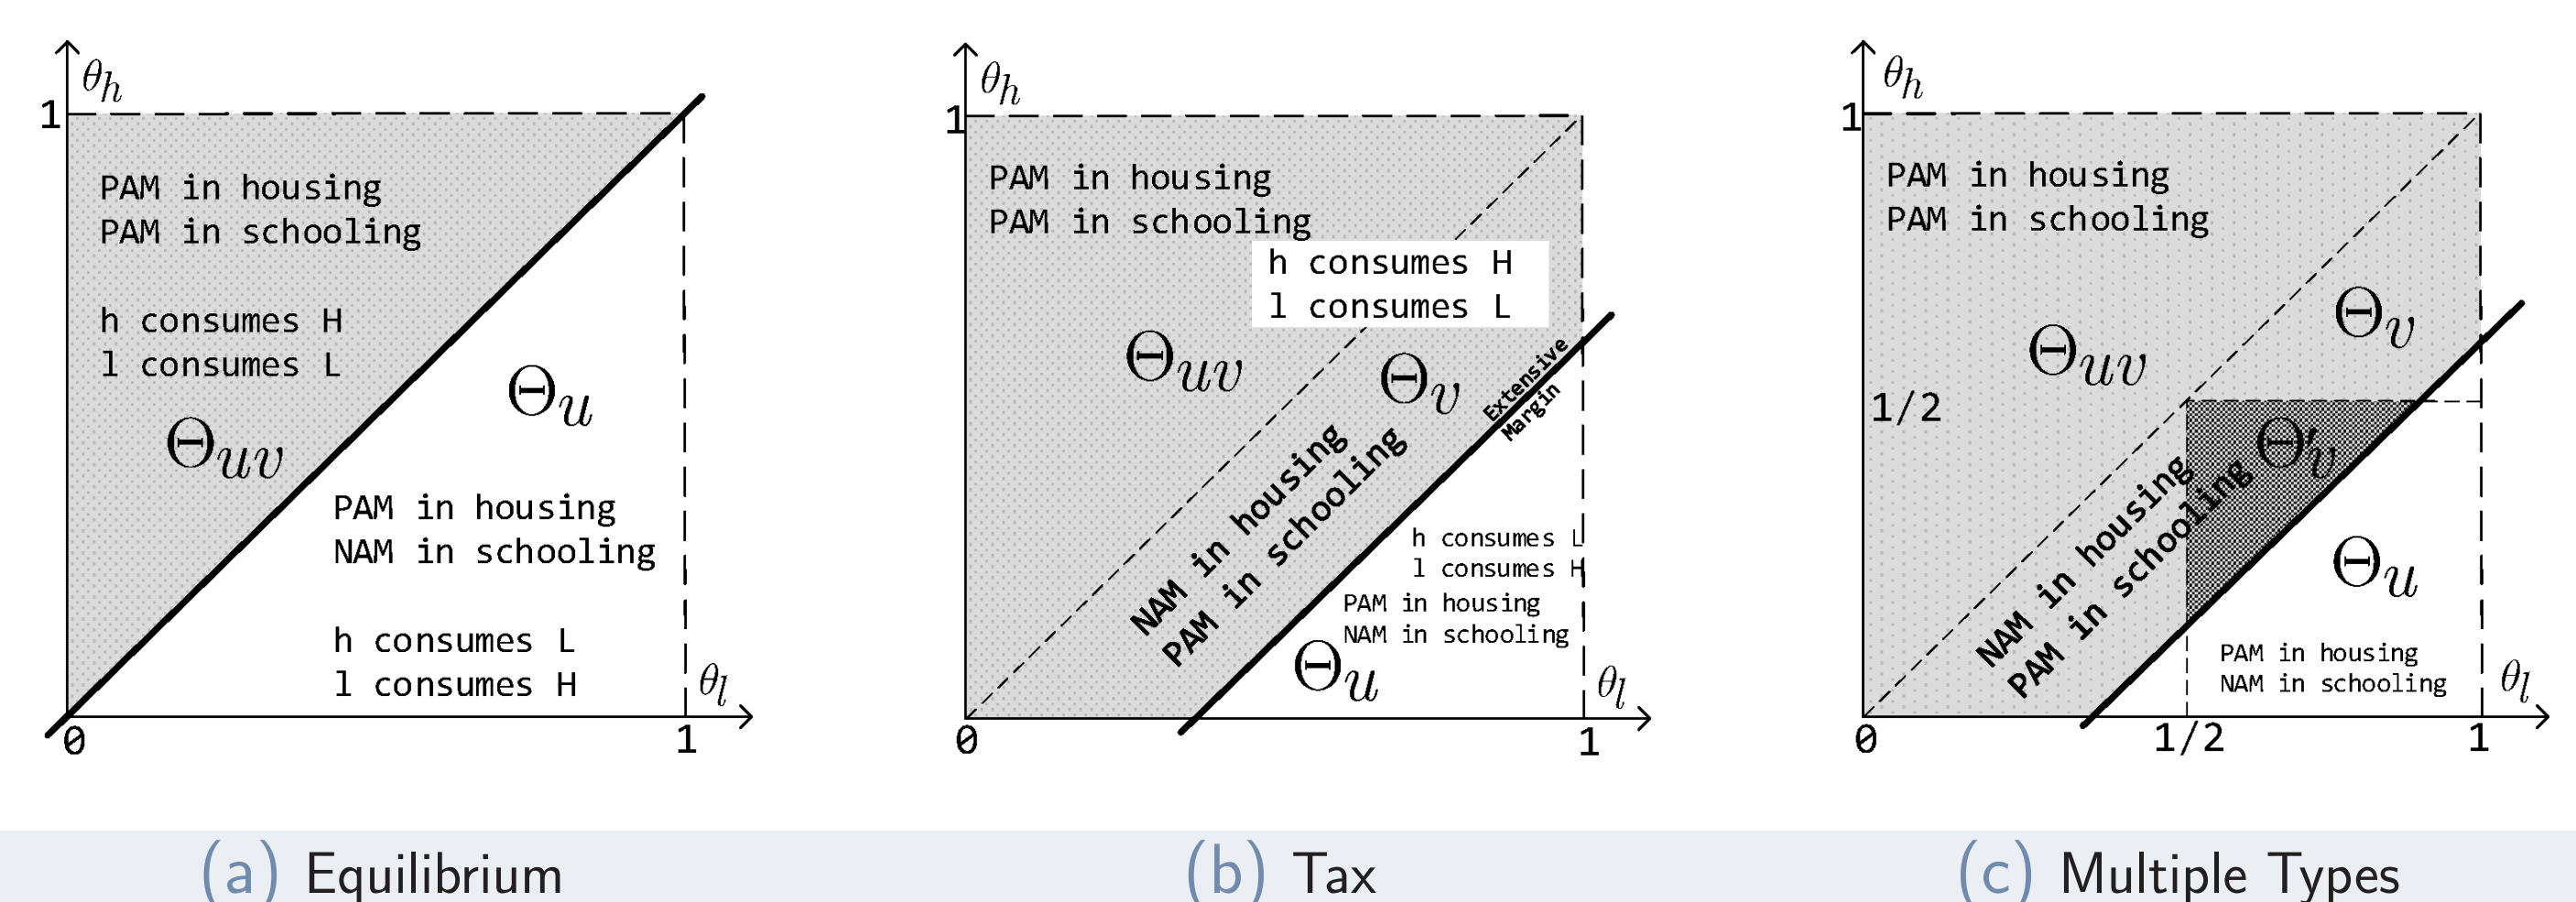 θh
1
PAM in housing
PAM in schooling
h consumes H
l consumes L
Θuv
Θu
PAM in housing
NAM in schooling
h consumes L
l consumes H
θl
0
1
(a) Equilibrium
θh
1
PAM in housing
PAM in schooling
h consumes H
l consumes L
Θuv
Θv
Extensive
Margin
NAM in housing
PAM in schooling
h consumes L
l consumes H
PAM in housing
NAM in schooling
Θu
θl
0
1
(b) Tax
θh
1
PAM in housing
PAM in schooling
Θv
Θuv
1/2
Θ′v
NAM in housing
PAM in schooling
Θu
PAM in housing
NAM in schooling
θl
0
1/2
1
(c) Multiple Types